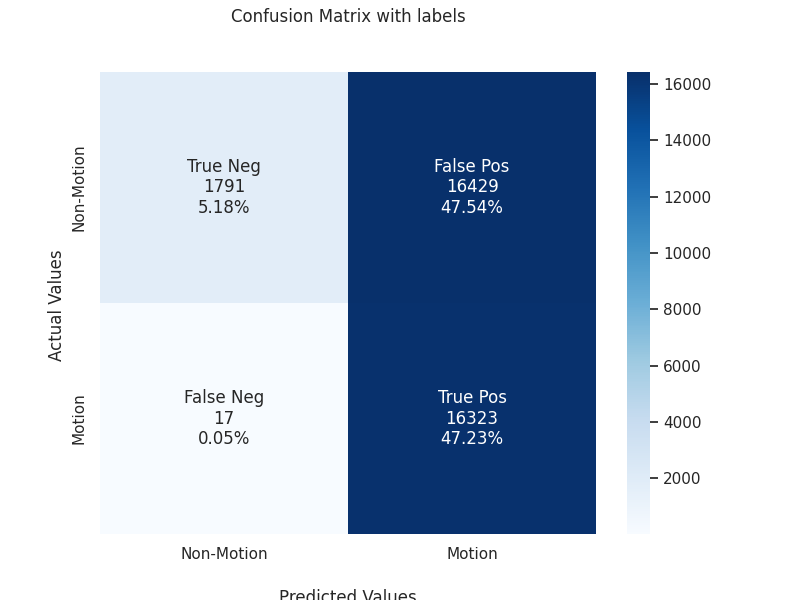 Confusion Matrix with labels
Non-Motion
True Neg
1791
5.18%
False Pos
16429
47.54%
Motion
False Neg
17
0.05%
True Pos
16323
47.23%
Actual Values
Non-Motion
Motion
Predicted Values
16000
14000
12000
10000
8000
6000
4000
2000